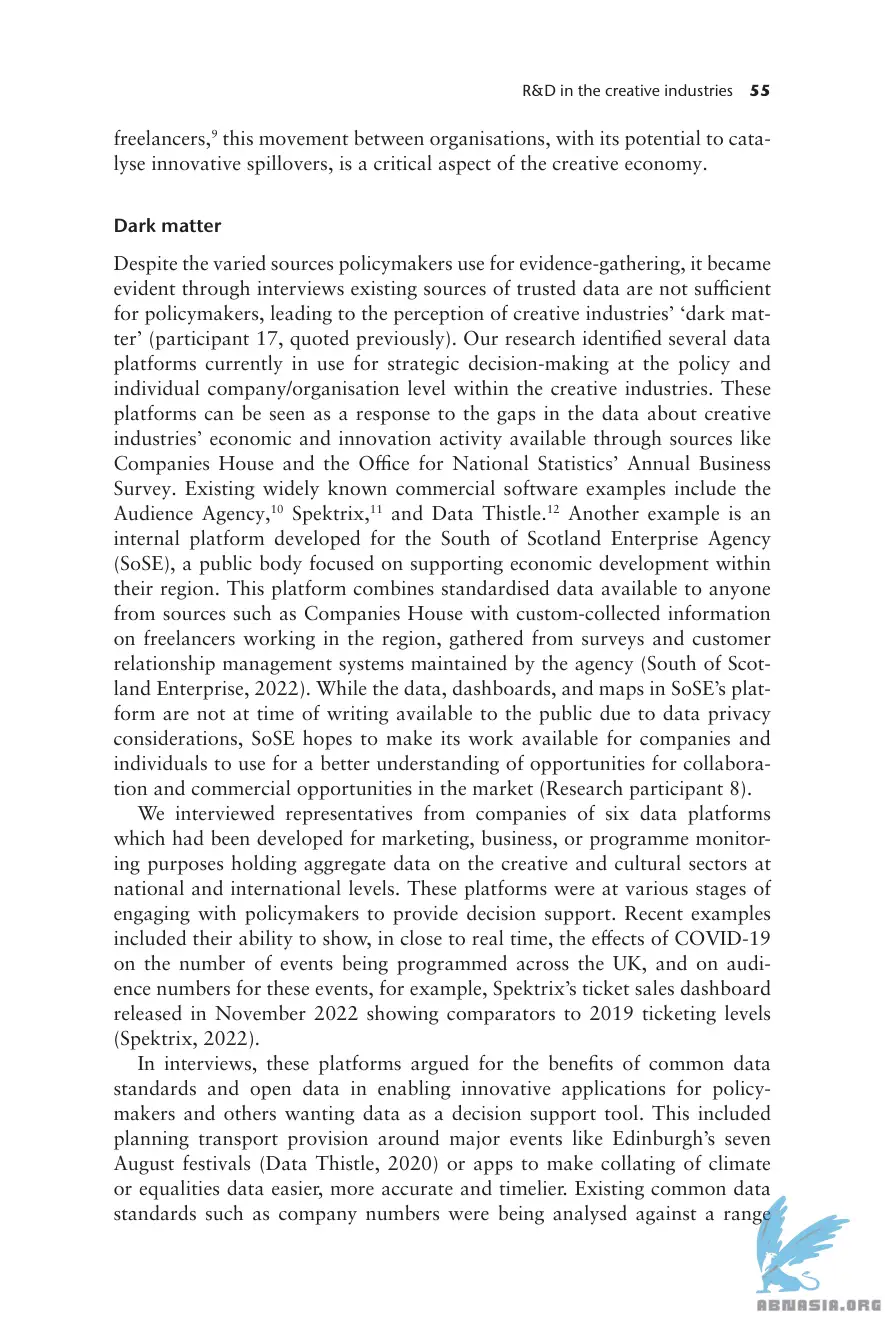 R&D in the creative industries 55
freelancers,9 this movement between organisations, with its potential to cata-
lyse innovative spillovers, is a critical aspect of the creative economy.
Dark matter
Despite the varied sources policymakers use for evidence-gathering, it became
evident through interviews existing sources of trusted data are not sufficient
for policymakers, leading to the perception of creative industries’ ‘dark mat-
ter’ (participant 17, quoted previously). Our research identified several data
platforms currently in use for strategic decision-making at the policy and
individual company/organisation level within the creative industries. These
platforms can be seen as a response to the gaps in the data about creative
industries’ economic and innovation activity available through sources like
Companies House and the Office for National Statistics’ Annual Business
Survey. Existing widely known commercial software examples include the
Audience Agency,10 Spektrix,11 and Data Thistle.12 Another example is an
internal platform developed for the South of Scotland Enterprise Agency
(SoSE), a public body focused on supporting economic development within
their region. This platform combines standardised data available to anyone
from sources such as Companies House with custom-collected information
on freelancers working in the region, gathered from surveys and customer
relationship management systems maintained by the agency (South of Scot-
land Enterprise, 2022). While the data, dashboards, and maps in SoSE’s plat-
form are not at time of writing available to the public due to data privacy
considerations, SoSE hopes to make its work available for companies and
individuals to use for a better understanding of opportunities for collabora-
tion and commercial opportunities in the market (Research participant 8).
We interviewed representatives from companies of six data platforms
which had been developed for marketing, business, or programme monitor-
ing purposes holding aggregate data on the creative and cultural sectors at
national and international levels. These platforms were at various stages of
engaging with policymakers to provide decision support. Recent examples
included their ability to show, in close to real time, the effects of COVID-19
on the number of events being programmed across the UK, and on audi-
ence numbers for these events, for example, Spektrix’s ticket sales dashboard
released in November 2022 showing comparators to 2019 ticketing levels
(Spektrix, 2022).
In interviews, these platforms argued for the benefits of common data
standards and open data in enabling innovative applications for policy-
makers and others wanting data as a decision support tool. This included
planning transport provision around major events like Edinburgh’s seven
August festivals (Data Thistle, 2020) or apps to make collating of climate
or equalities data easier, more accurate and timelier. Existing common data
standards such as company numbers were being analysed against a range
ABNASIA.ORG